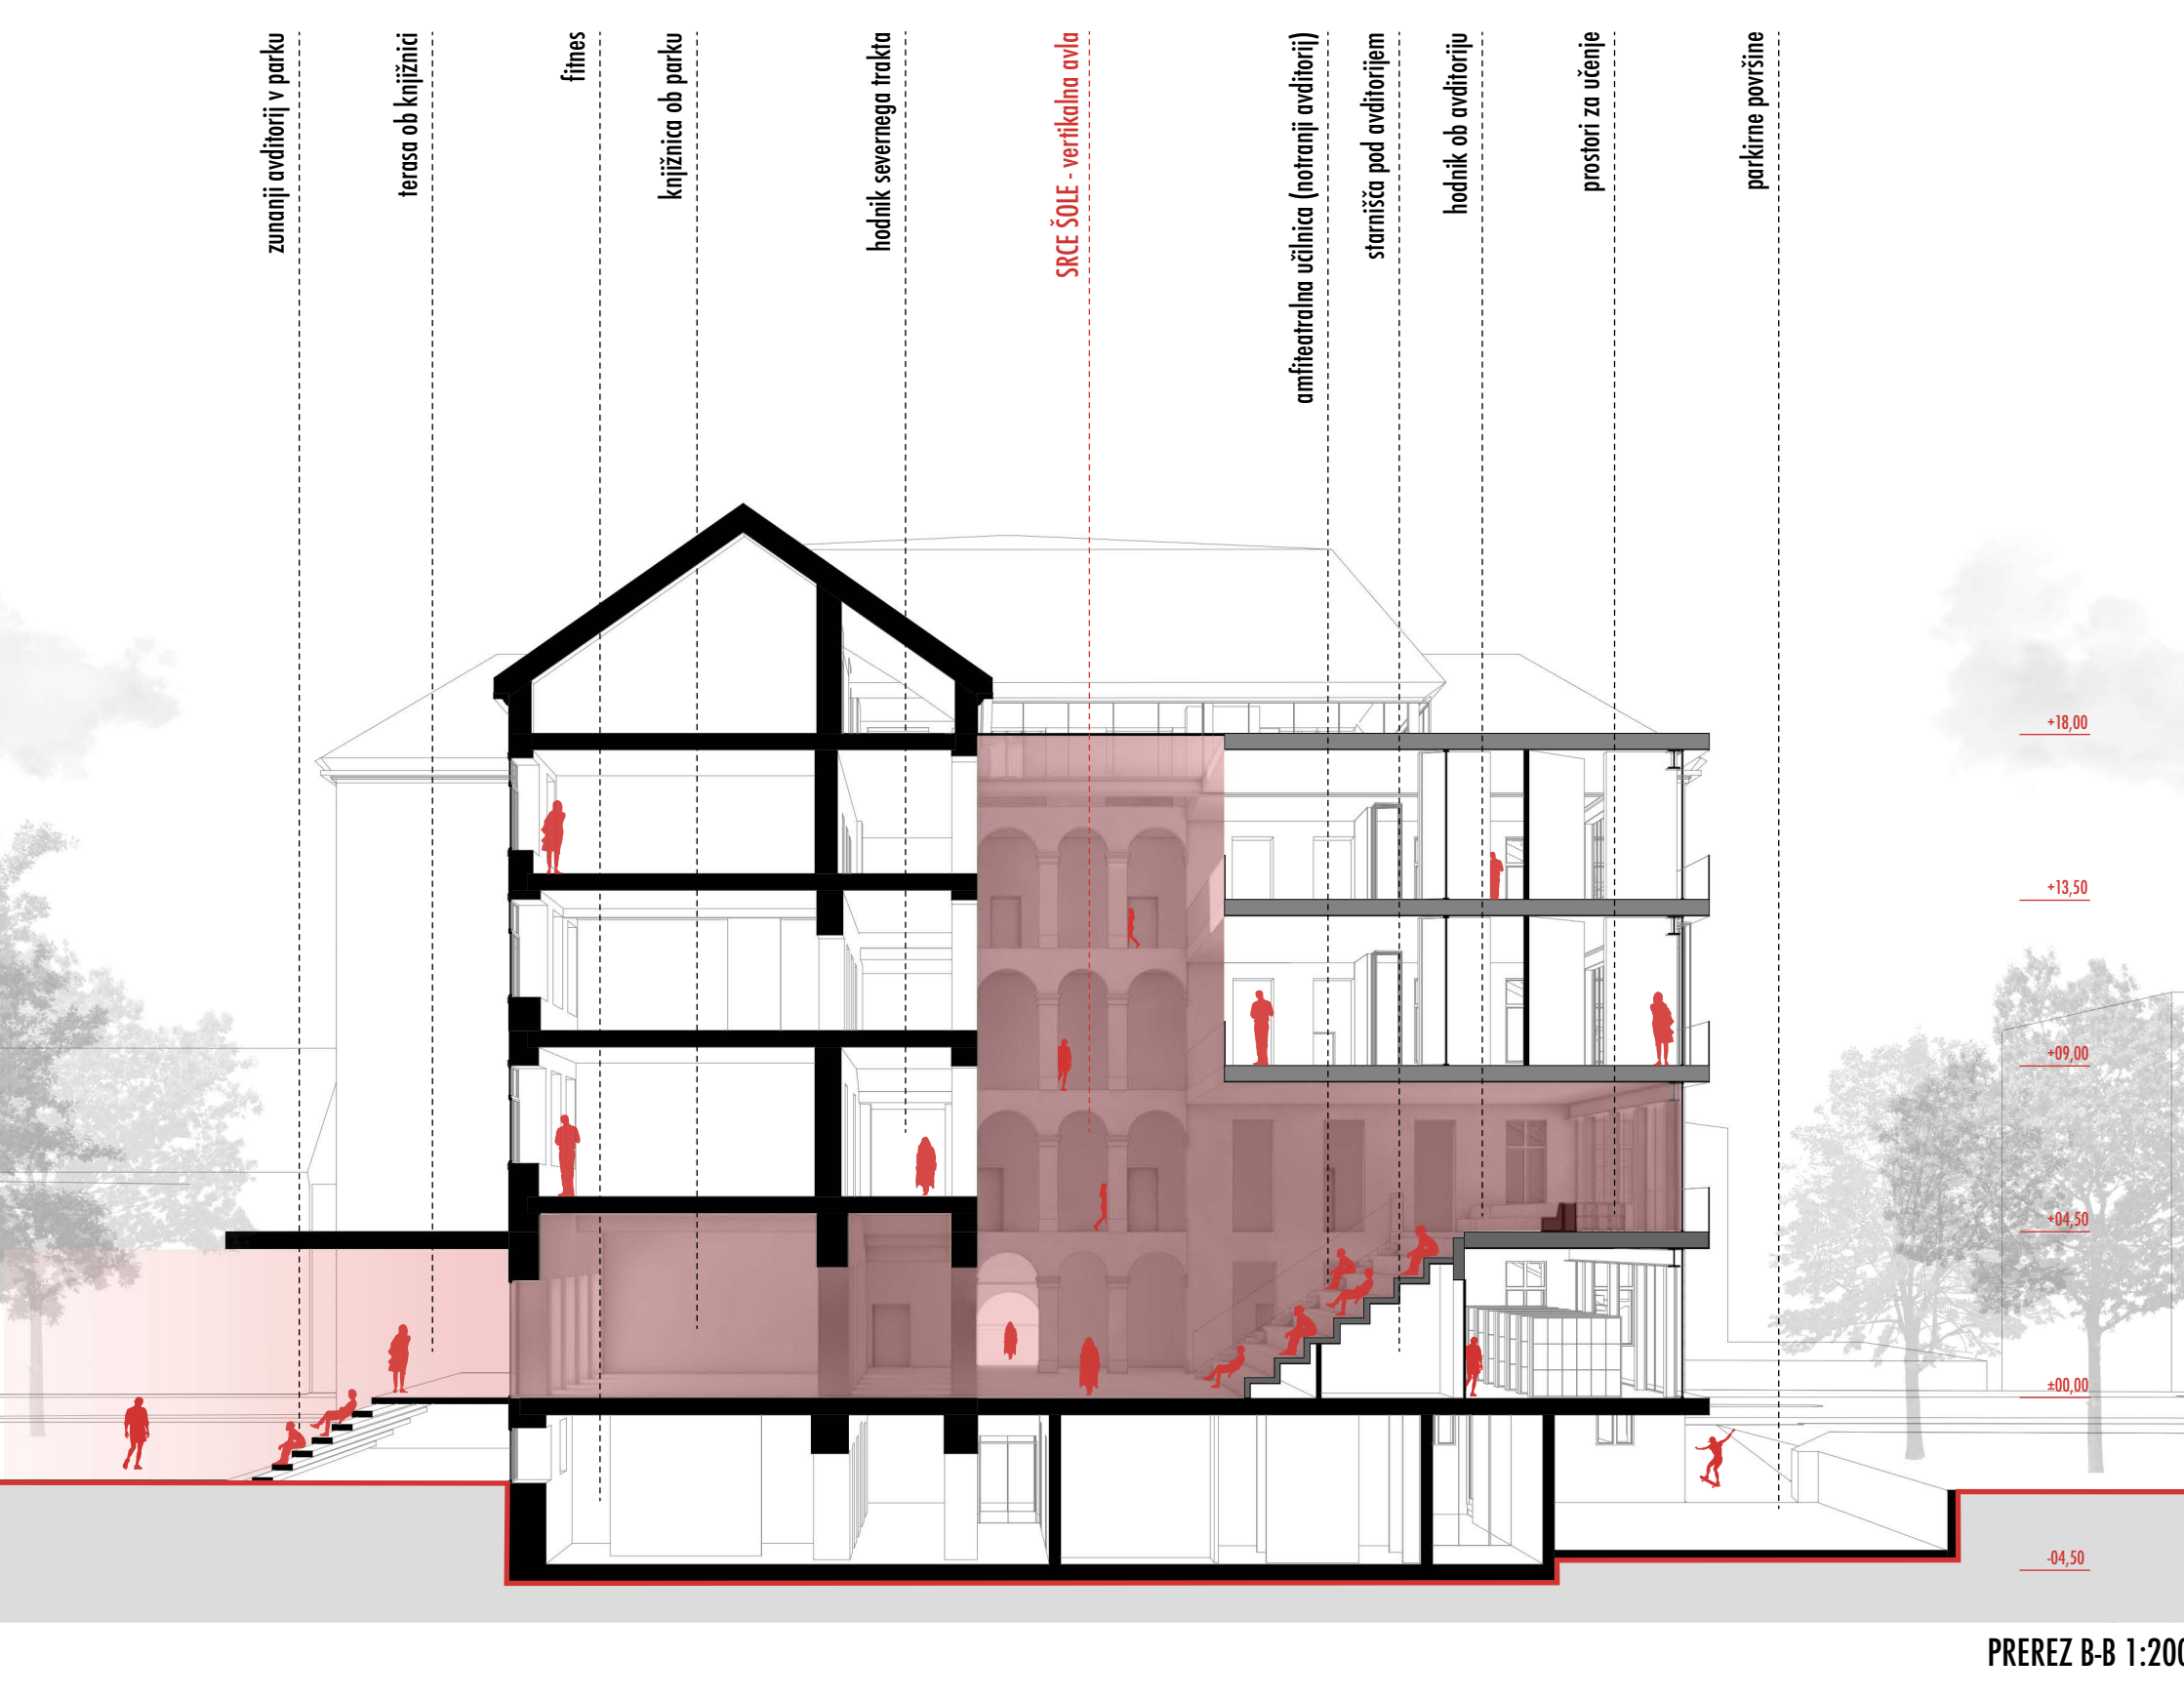 zunanji avditorij v parku
terasa ob knjižnici
fitnes
knjižnica ob parku
hodnik severnega trakta
SRCE ŠOLE - vertikalna avla
amfiteatralna učilnica (notranji avditorij)
starnišča pod avditorijem
hodnik ob avditoriju
prostori za učenje
parkirne površine
+18,00
+13,50
+09,00
+04,50
±00,00
-04,50
PREREZ B-B 1:200